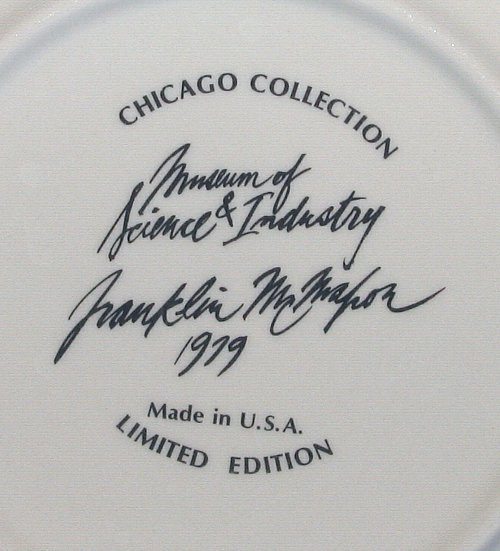 CHICAGO COLLECTION
Museum of
Science & Industry
Franklin McMahon
1979
Made in U.S.A.
LIMITED EDITION